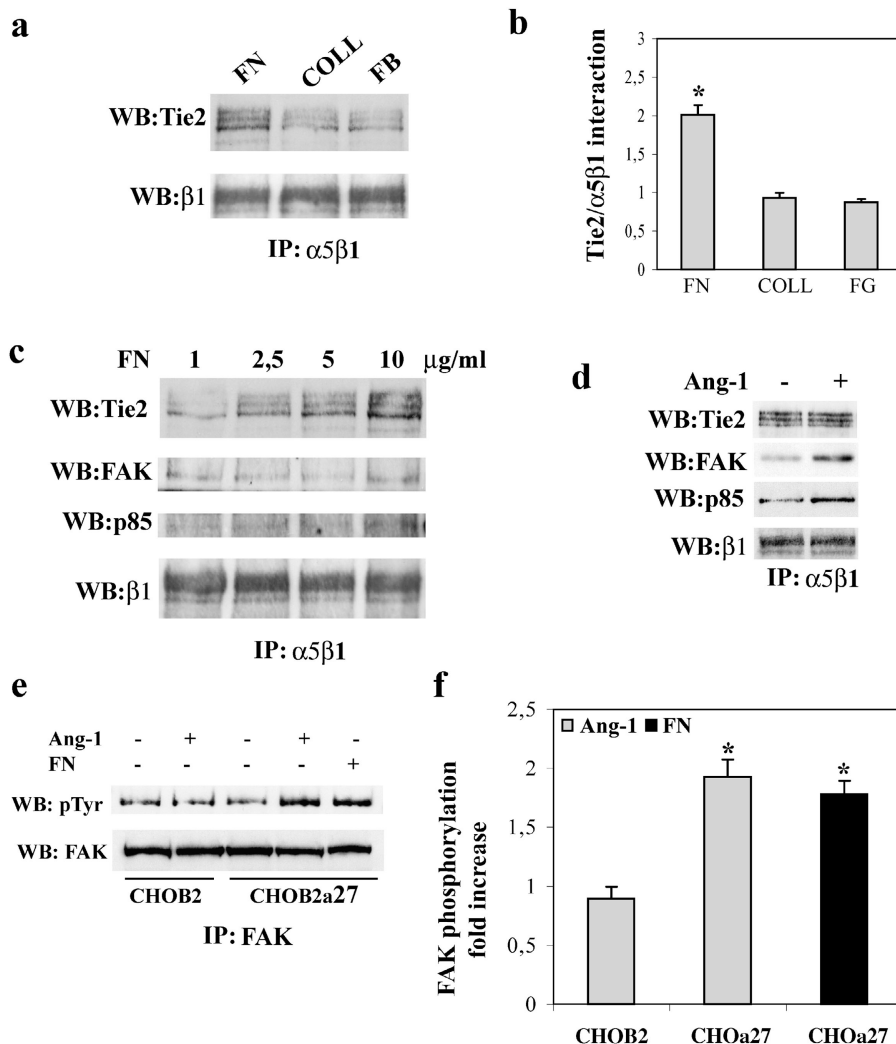 a
FN COLL FB
WB:Tie2
WB:β1
IP: α5β1
b
Tie2/α5β1 interaction
3
2,5
2
1,5
1
0,5
0
*
FN COLL FG
c
FN 1 2,5 5 10 μg/ml
WB:Tie2
WB:FAK
WB:p85
WB:β1
IP: α5β1
d
Ang-1 - +
WB:Tie2
WB:FAK
WB:p85
WB:β1
IP: α5β1
e
Ang-1 - + - + -
FN - - - - +
WB: pTyr
WB: FAK
CHOB2 CHOB2a27
IP: FAK
f
FAK phosphorylation
fold increase
2,5
2
1,5
1
0,5
0
Ang-1 FN
* *
CHOB2 CHOa27 CHOa27